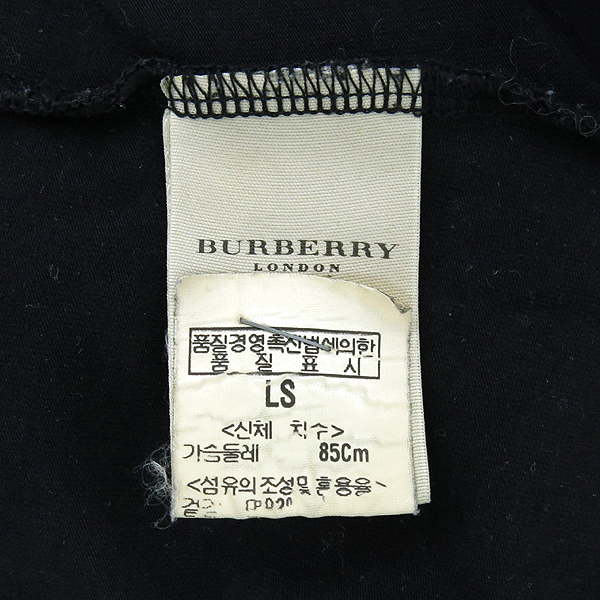 BURBERRY
LONDON
품질경영촉진법에의한
품 질 표 시
LS
<신체 칫수>
가슴둘레 85Cm
<섬유의조성및혼용율